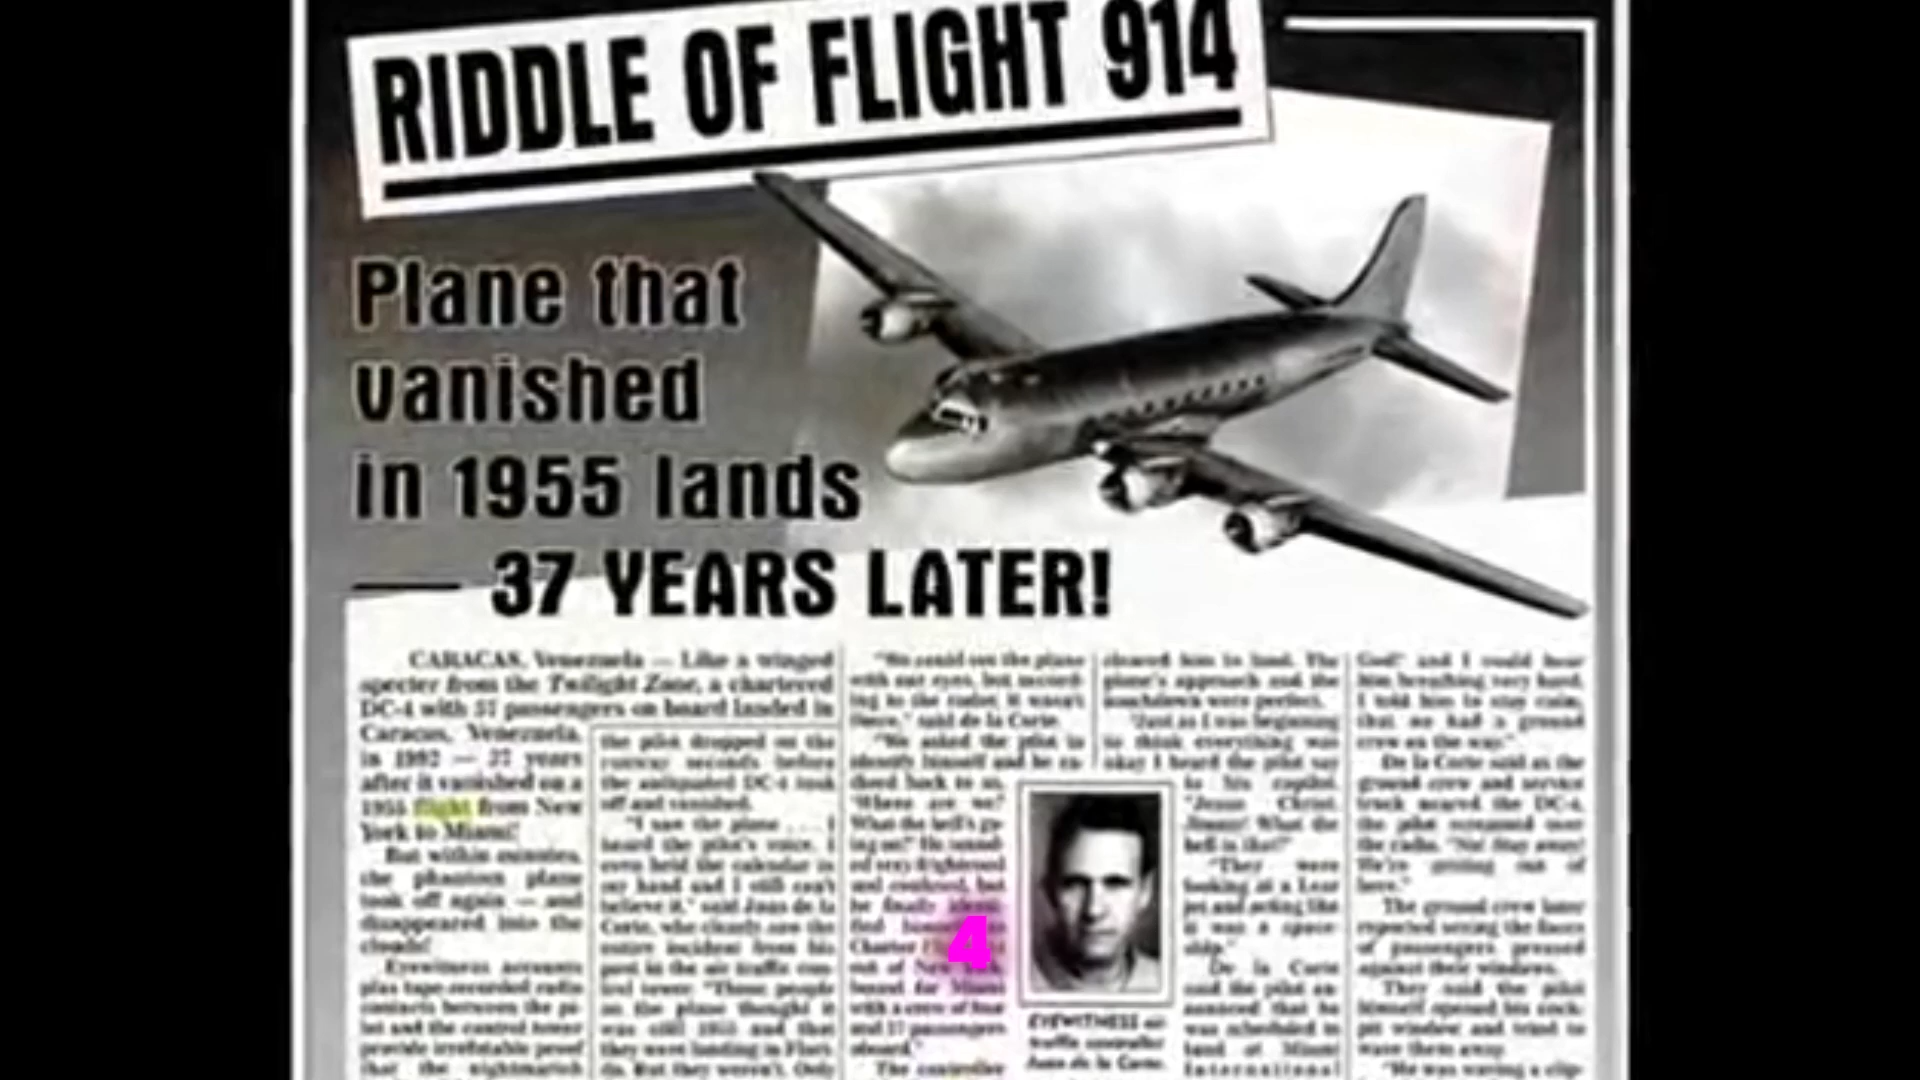 RIDDLE OF FLIGHT 914
Plane that
vanished
in 1955 lands
— 37 YEARS LATER!
CARACAS, Venezuela — Like a winged
specter from the Twilight Zone, a chartered
DC-4 with 57 passengers on board landed in
Caracas, Venezuela,
in 1992 — 37 years
after it vanished on a
1955 flight from New
York to Miami!
But within minutes,
the phantom plane
took off again — and
disappeared into the
clouds!
Eyewitness accounts
plus tape-recorded radio
contacts between the pi-
lot and the control tower
provide irrefutable proof
that the nightmarish
the pilot dropped on the
runway seconds before
the antiquated DC-4 took
off and vanished.
"I saw the plane . . . I
heard the pilot's voice. I
even held the calendar in
my hand and I still can't
believe it," said Juan de la
Corte, who clearly saw the
entire incident from his
post in the air traffic con-
trol tower. "Those people
on the plane thought it
was still 1955 and that
they were landing in Flori-
da. But they weren't. Only
"We could see the plane
with our eyes, but accord-
ing to the radar, it wasn't
there," said de la Corte.
"We asked the pilot to
identify himself and he ra-
dioed back to us,
'Where are we?
What the hell's go-
ing on?' He sound-
ed very frightened
and confused, but
he finally identi-
fied
Charter
out of New York,
bound for Miami
with a crew of four
and 57 passengers
aboard."
The controller
4
EYEWITNESS air
traffic controller
Juan de la Corte.
cleared him to land. The
plane's approach and the
touchdown were perfect.
"Just as I was beginning
to think everything was
okay I heard the pilot say
to his copilot,
'Jesus Christ,
Jimmy! What the
hell is that?'
"They were
looking at a Lear
jet and acting like
it was a space-
ship."
De la Corte
said the pilot an-
nounced that he
was scheduled to
land at Miami
International
God!' and I could hear
him breathing very hard.
I told him to stay calm,
that we had a ground
crew on the way."
De la Corte said as the
ground crew and service
truck neared the DC-4,
the pilot screamed over
the radio, "No! Stay away!
We're getting out of
here."
The ground crew later
reported seeing the faces
of passengers pressed
against their windows.
They said the pilot
himself opened his cock-
pit window and tried to
wave them away.
"He was waving a clip-